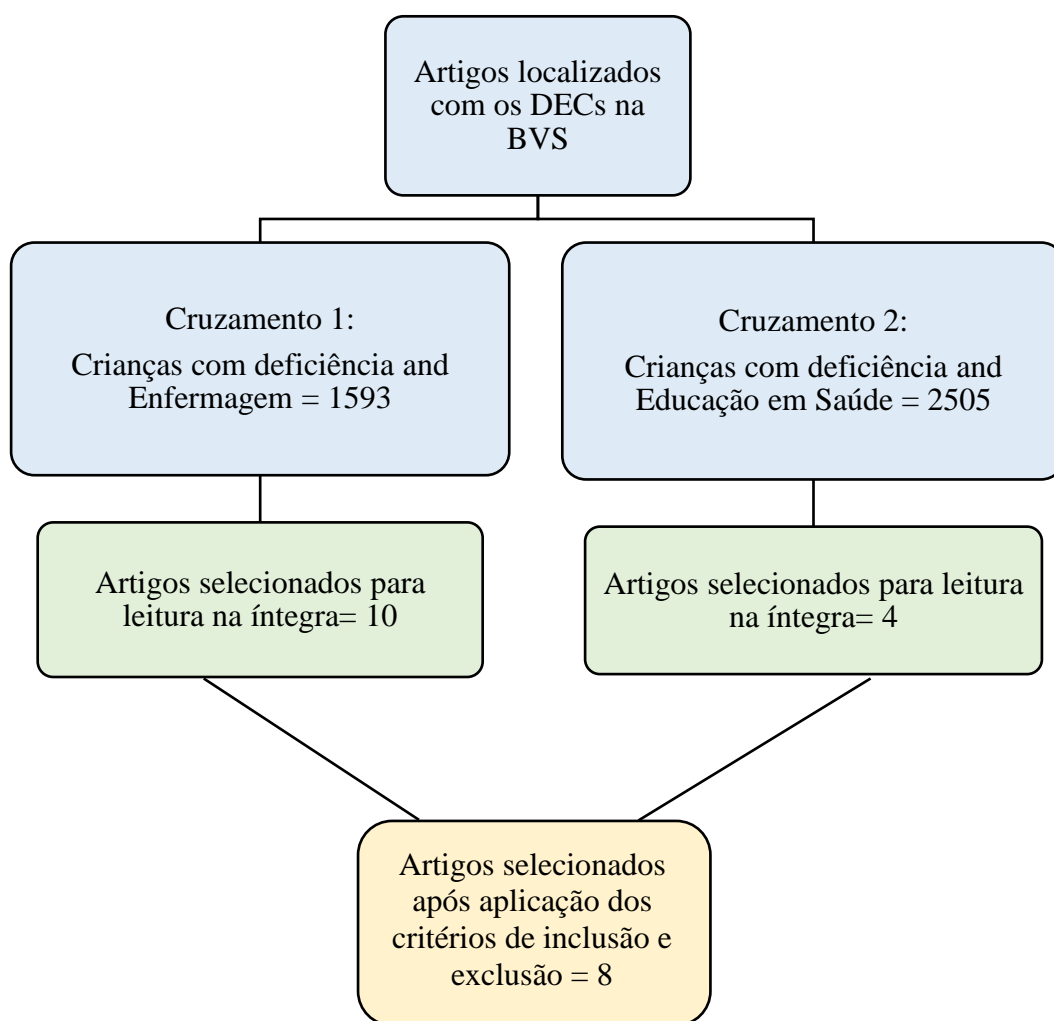 Artigos localizados
com os DECs na
BVS
Cruzamento 1:
Crianças com deficiência and
Enfermagem = 1593
Cruzamento 2:
Crianças com deficiência and
Educação em Saúde = 2505
Artigos selecionados para
leitura na íntegra= 10
Artigos selecionados para leitura
na íntegra= 4
Artigos selecionados
após aplicação dos
critérios de inclusão e
exclusão = 8